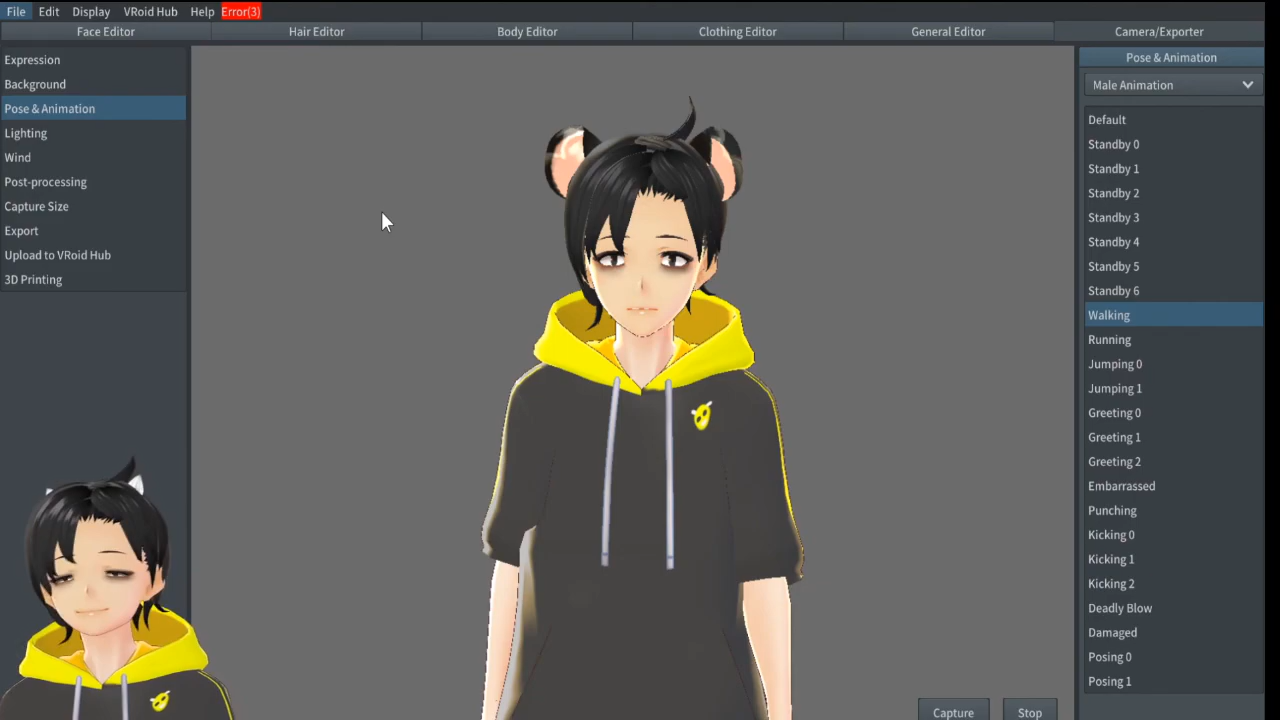 File Edit Display VRoid Hub Help Error(3)
Face Editor Hair Editor Body Editor Clothing Editor General Editor Camera/Exporter
Expression
Background
Pose & Animation
Lighting
Wind
Post-processing
Capture Size
Export
Upload to VRoid Hub
3D Printing
Pose & Animation
Male Animation
Default
Standby 0
Standby 1
Standby 2
Standby 3
Standby 4
Standby 5
Standby 6
Walking
Running
Jumping 0
Jumping 1
Greeting 0
Greeting 1
Greeting 2
Embarrassed
Punching
Kicking 0
Kicking 1
Kicking 2
Deadly Blow
Damaged
Posing 0
Posing 1
Capture Stop